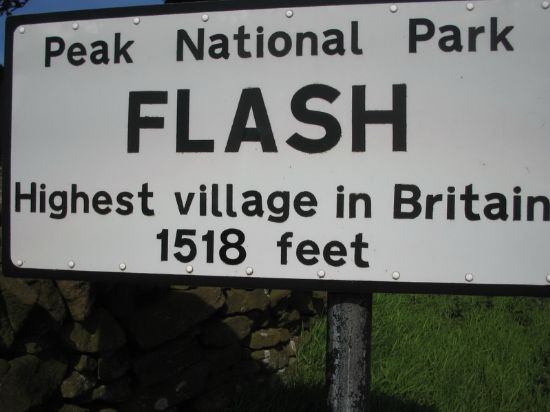 Peak National Park
FLASH
Highest village in Britain
1518 feet